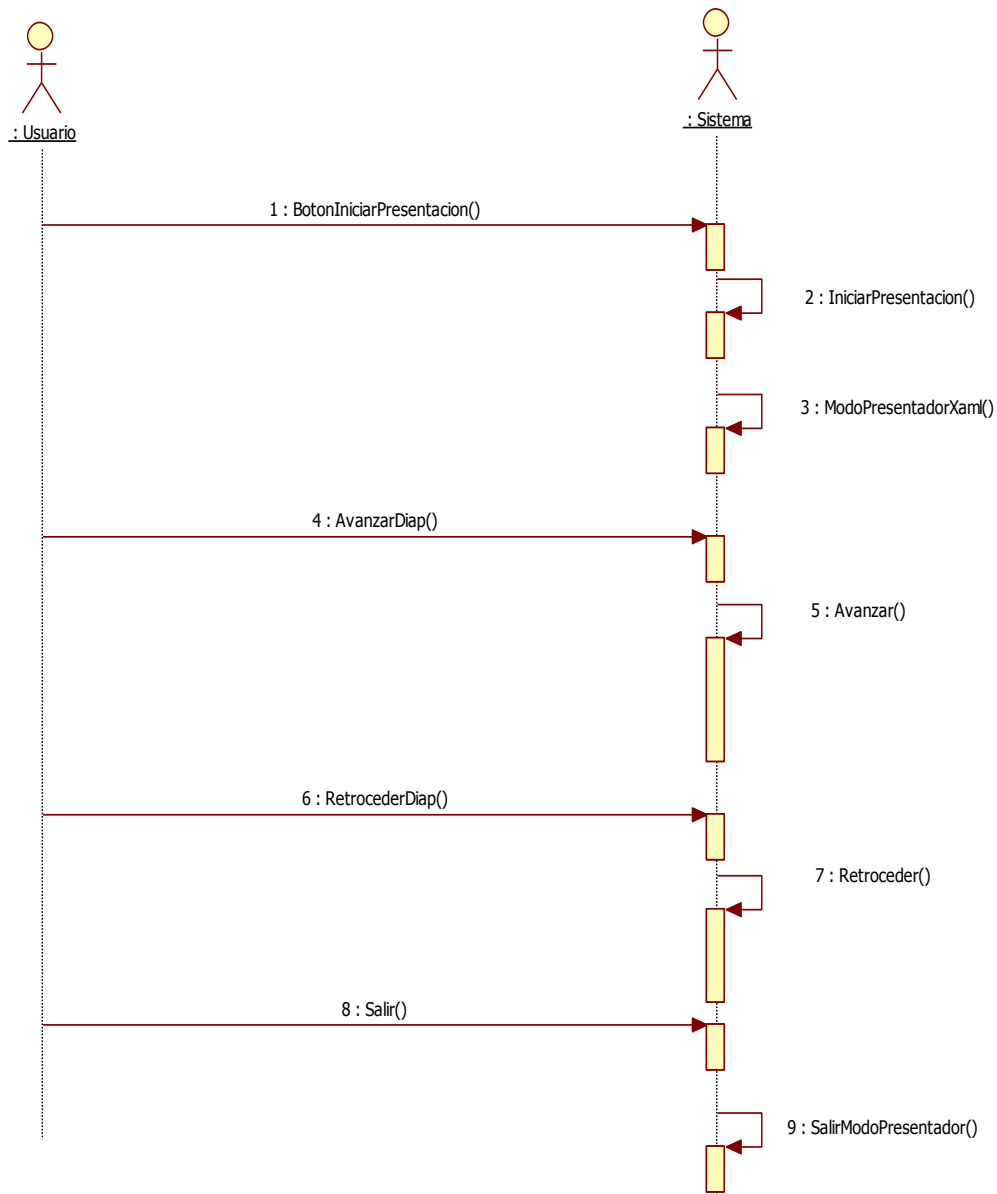 : Usuario
: Sistema
1 : BotonIniciarPresentacion()
2 : IniciarPresentacion()
3 : ModoPresentadorXaml()
4 : AvanzarDiap()
5 : Avanzar()
6 : RetrocederDiap()
7 : Retroceder()
8 : Salir()
9 : SalirModoPresentador()